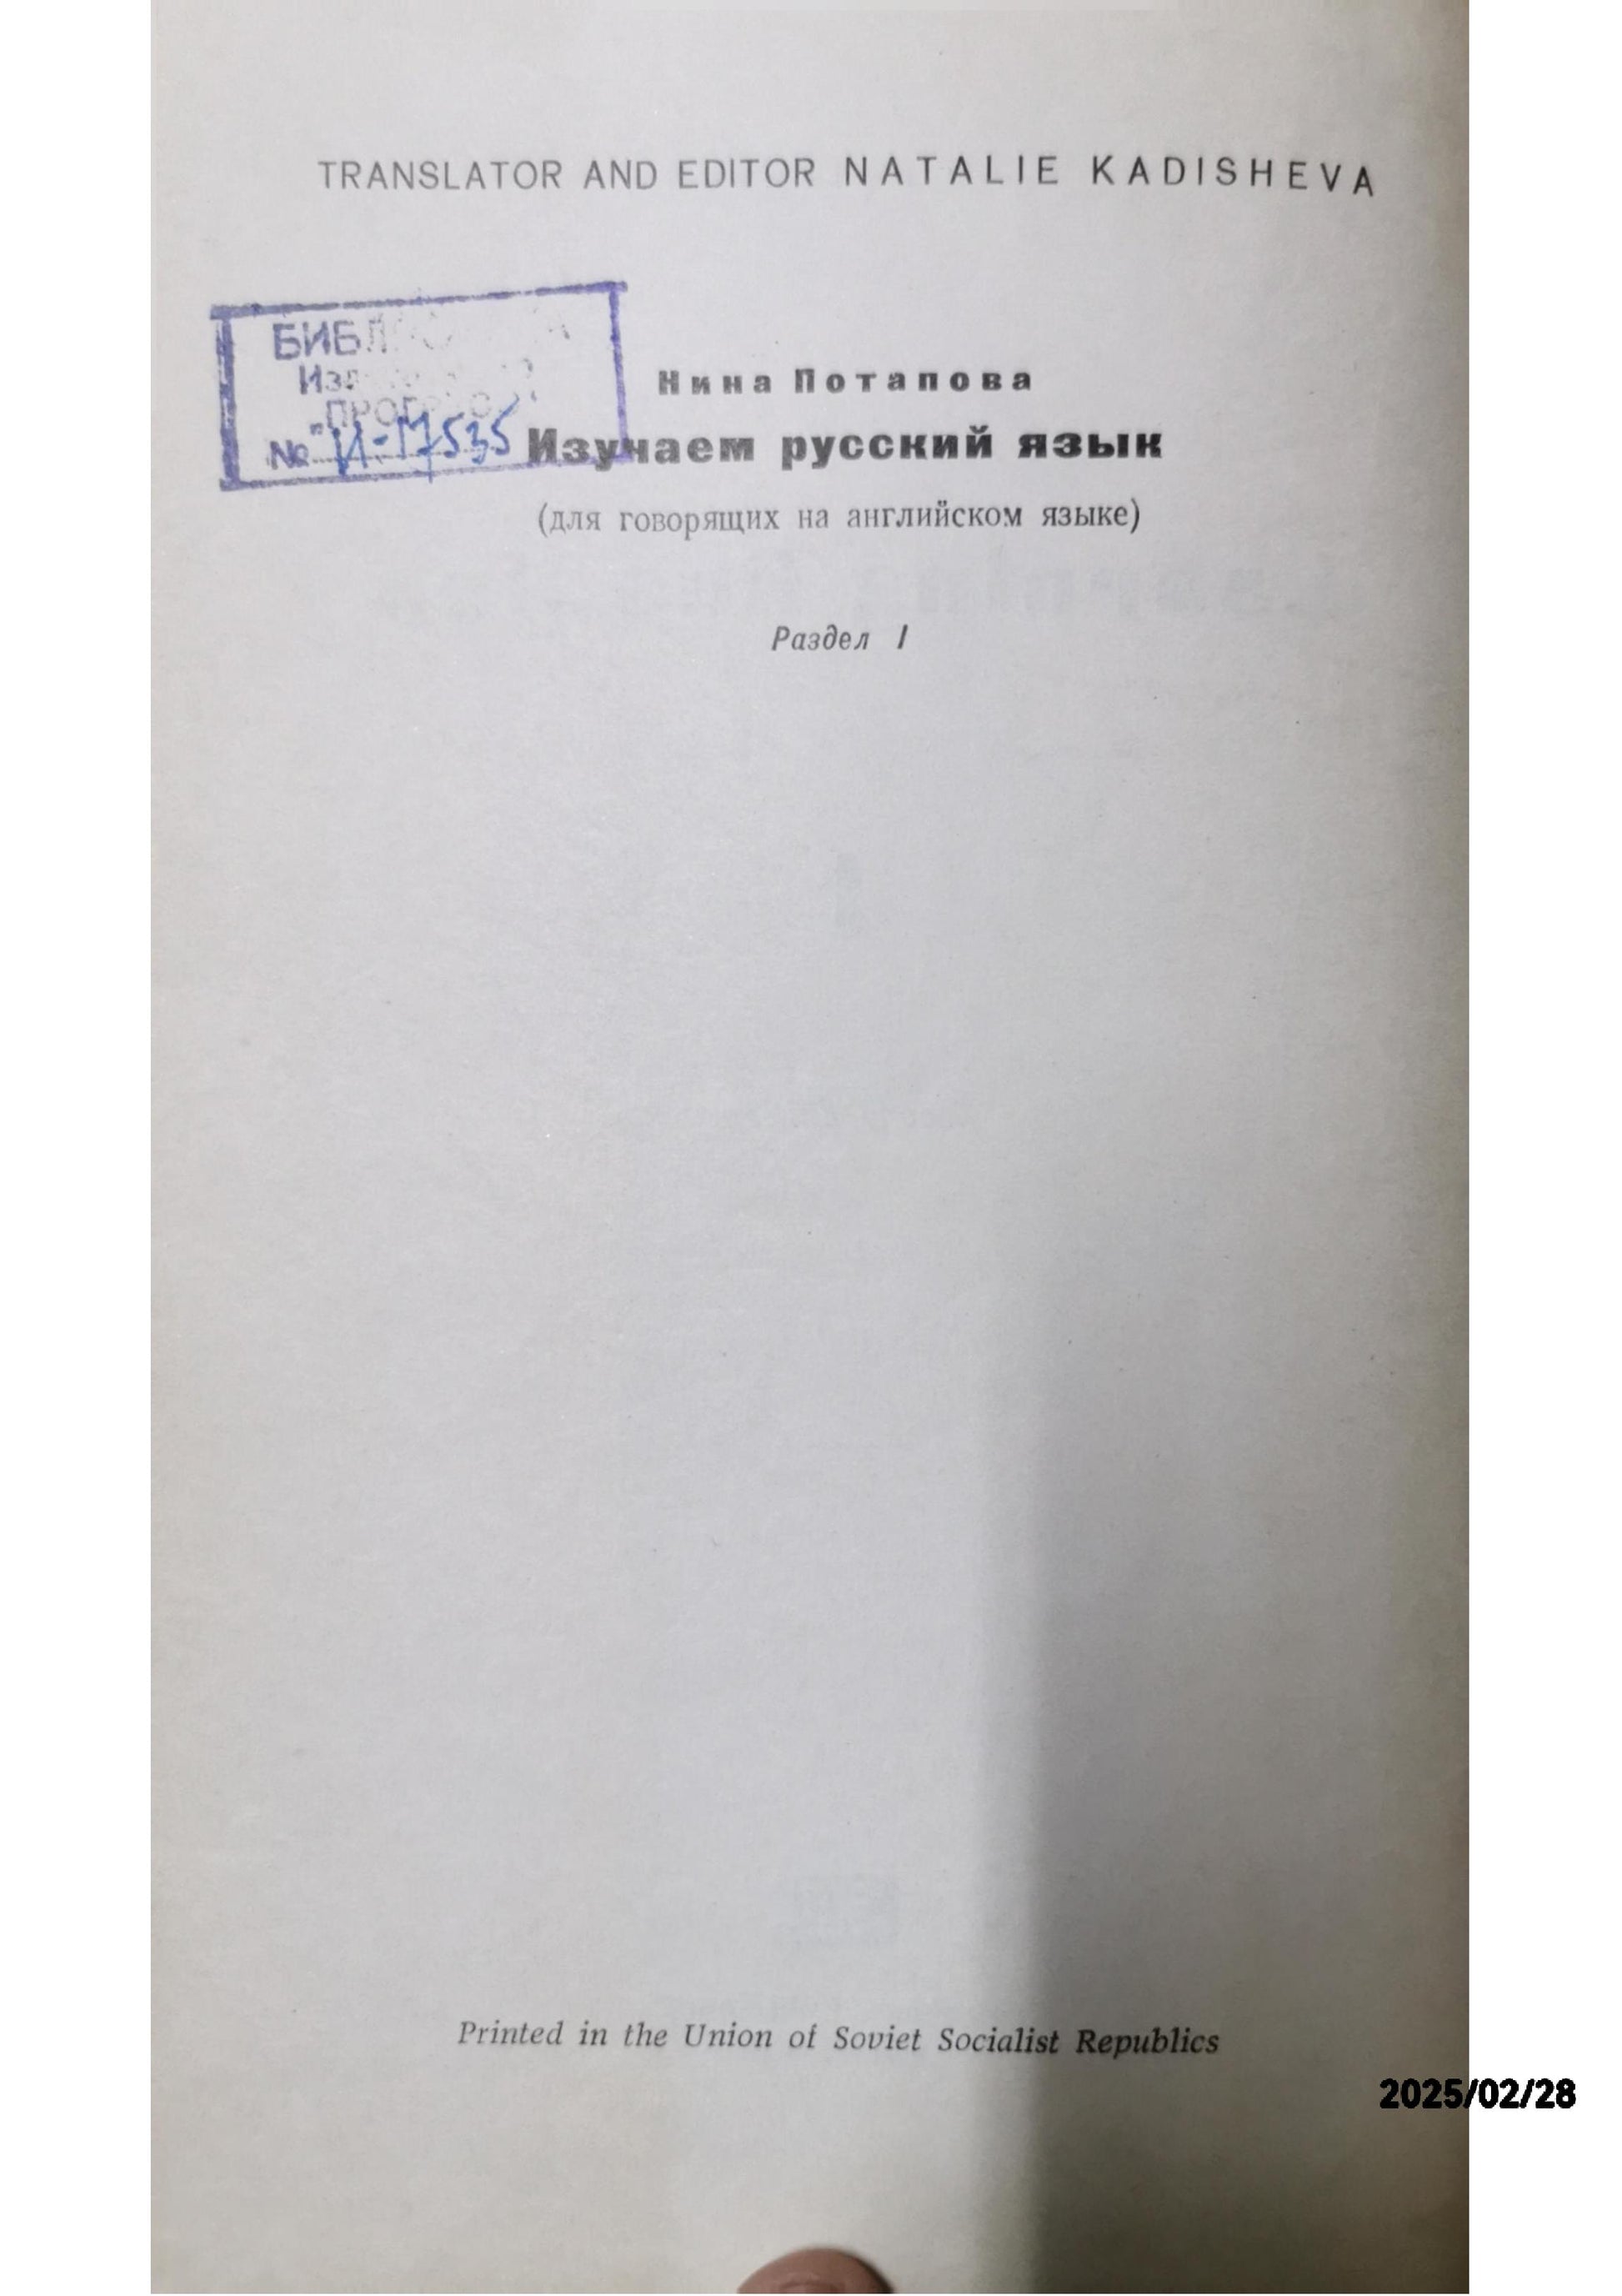 TRANSLATOR AND EDITOR NATALIE KADISHEVA
№ И-17535
Нина Потапова
Изучаем русский язык
(для говорящих на английском языке)
Раздел I
Printed in the Union of Soviet Socialist Republics
2025/02/28